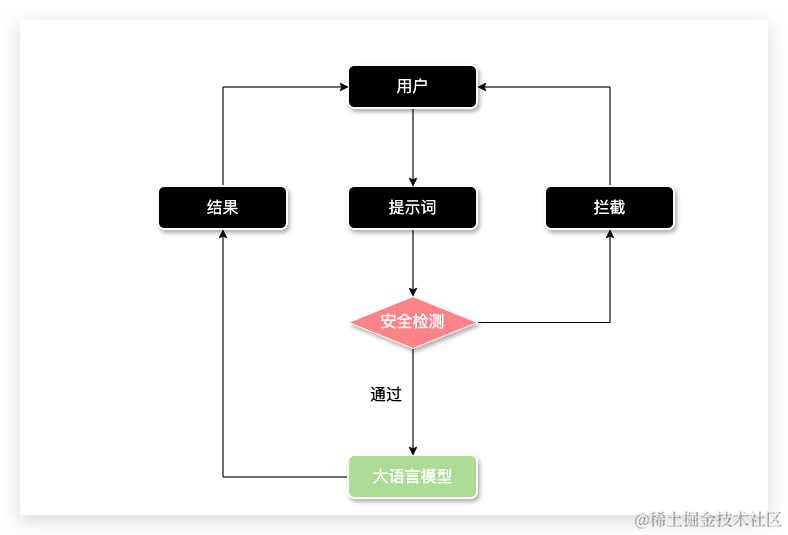 用户
结果
提示词
拦截
安全检测
通过
大语言模型
@稀土掘金技术社区